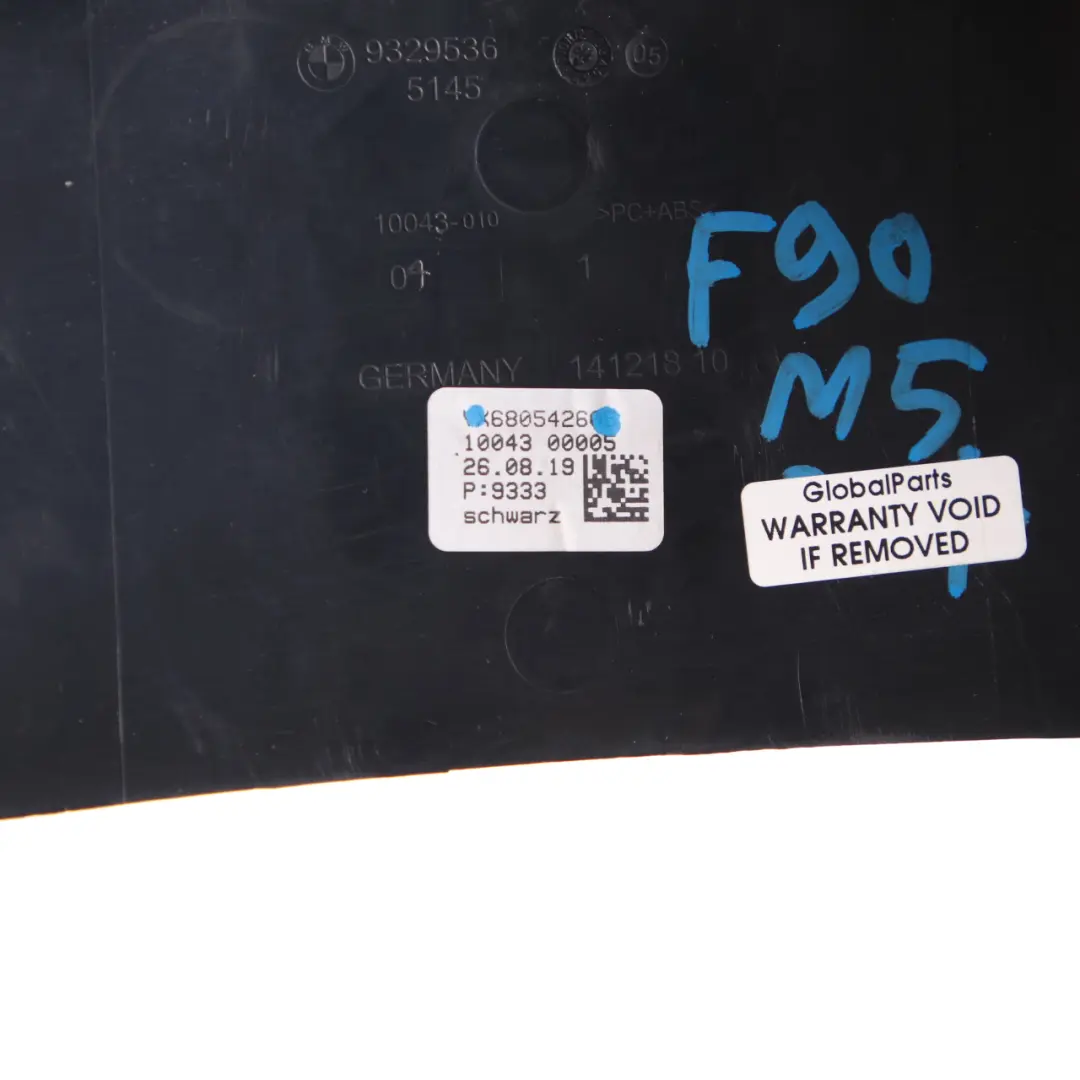 BMW 9329536 05
5145
10043-010 >PC+ABS<
04 1
GERMANY 141218 10
F90
M5
10043 00005
26.08.19
P:9333
schwarz
GlobalParts
WARRANTY VOID
IF REMOVED